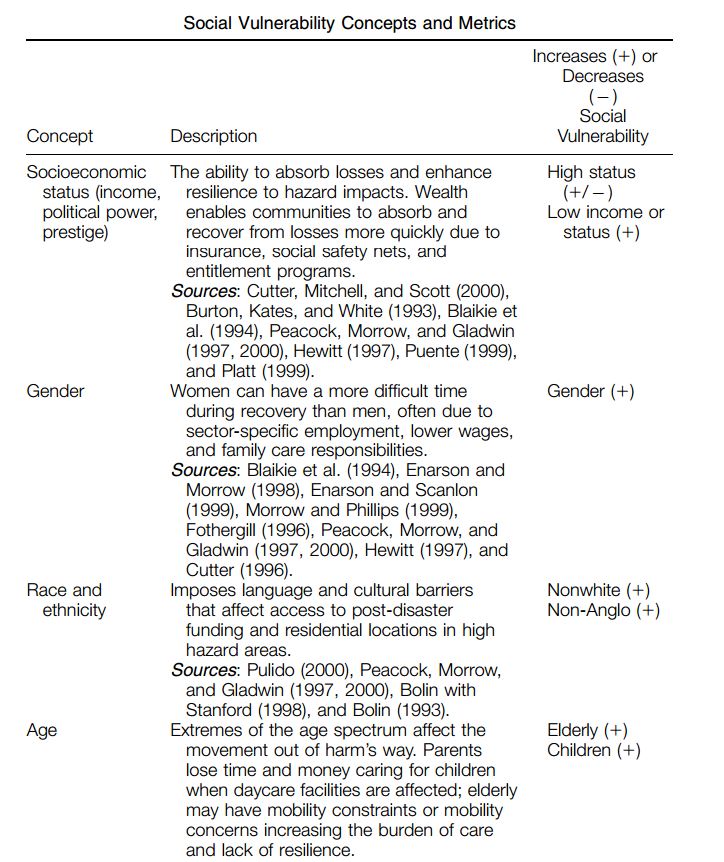 Social Vulnerability Concepts and Metrics
Increases (+) or
Decreases
(−)
Social
Concept Description Vulnerability
Socioeconomic The ability to absorb losses and enhance High status
status (income, resilience to hazard impacts. Wealth (+/−)
political power, enables communities to absorb and Low income or
prestige) recover from losses more quickly due to status (+)
insurance, social safety nets, and
entitlement programs.
Sources: Cutter, Mitchell, and Scott (2000),
Burton, Kates, and White (1993), Blaikie et
al. (1994), Peacock, Morrow, and Gladwin
(1997, 2000), Hewitt (1997), Puente (1999),
and Platt (1999).
Gender Women can have a more difficult time Gender (+)
during recovery than men, often due to
sector-specific employment, lower wages,
and family care responsibilities.
Sources: Blaikie et al. (1994), Enarson and
Morrow (1998), Enarson and Scanlon
(1999), Morrow and Phillips (1999),
Fothergill (1996), Peacock, Morrow, and
Gladwin (1997, 2000), Hewitt (1997), and
Cutter (1996).
Race and Imposes language and cultural barriers Nonwhite (+)
ethnicity that affect access to post-disaster Non-Anglo (+)
funding and residential locations in high
hazard areas.
Sources: Pulido (2000), Peacock, Morrow,
and Gladwin (1997, 2000), Bolin with
Stanford (1998), and Bolin (1993).
Age Extremes of the age spectrum affect the Elderly (+)
movement out of harm's way. Parents Children (+)
lose time and money caring for children
when daycare facilities are affected; elderly
may have mobility constraints or mobility
concerns increasing the burden of care
and lack of resilience.